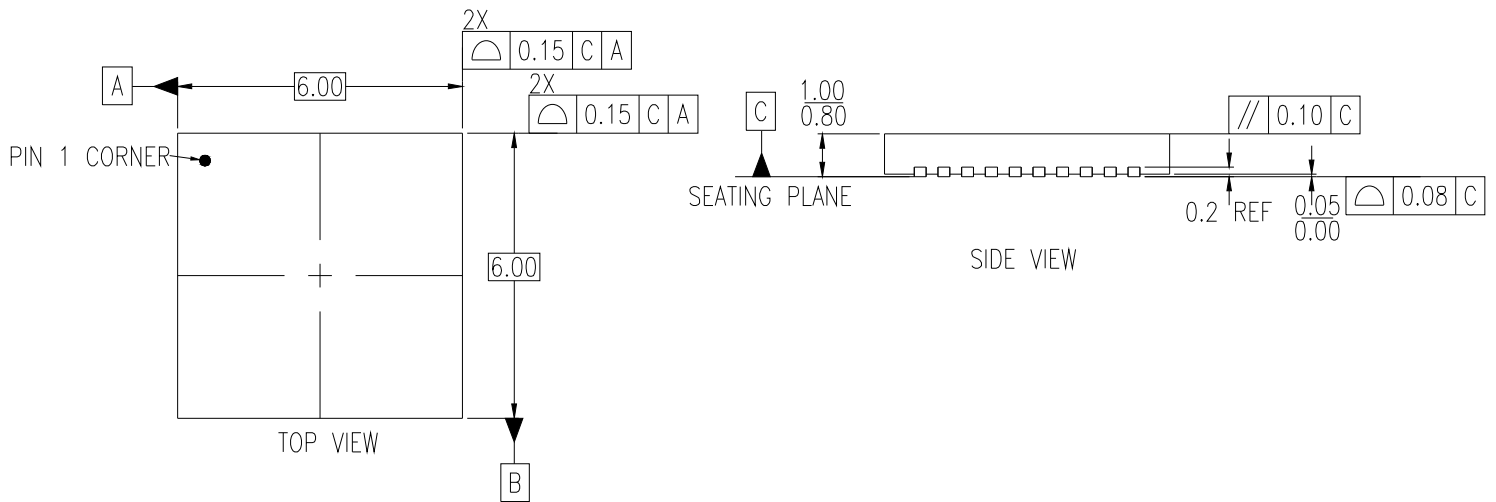 2X
⌓ 0.15 C A
A
6.00
2X
⌓ 0.15 C A
PIN 1 CORNER
6.00
TOP VIEW
B
1.00
0.80
C
// 0.10 C
SEATING PLANE
0.2 REF
0.05
0.00
⌓ 0.08 C
SIDE VIEW